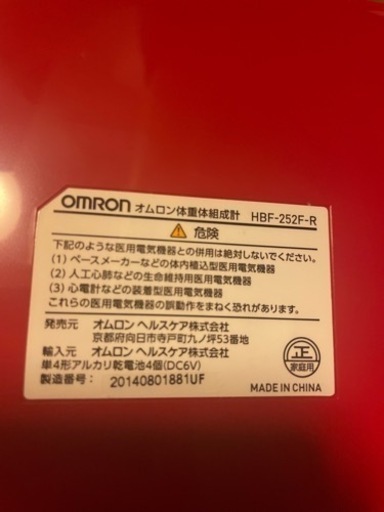 OMRON オムロン体重体組成計 HBF-252F-R
⚠ 危険
下記のような医用電気機器との併用は絶対しないでください。
(1) ペースメーカーなどの体内植込型医用電気機器
(2) 人工心肺などの生命維持用医用電気機器
(3) 心電計などの装着型医用電気機器
これらの医用電気機器の誤動作をまねく恐れがあります。
発売元 オムロン ヘルスケア株式会社
京都府向日市寺戸町九ノ坪53番地
輸入元 オムロン ヘルスケア株式会社
単4形アルカリ乾電池4個(DC6V)
製造番号: 20140801881UF
正
家庭用
MADE IN CHINA